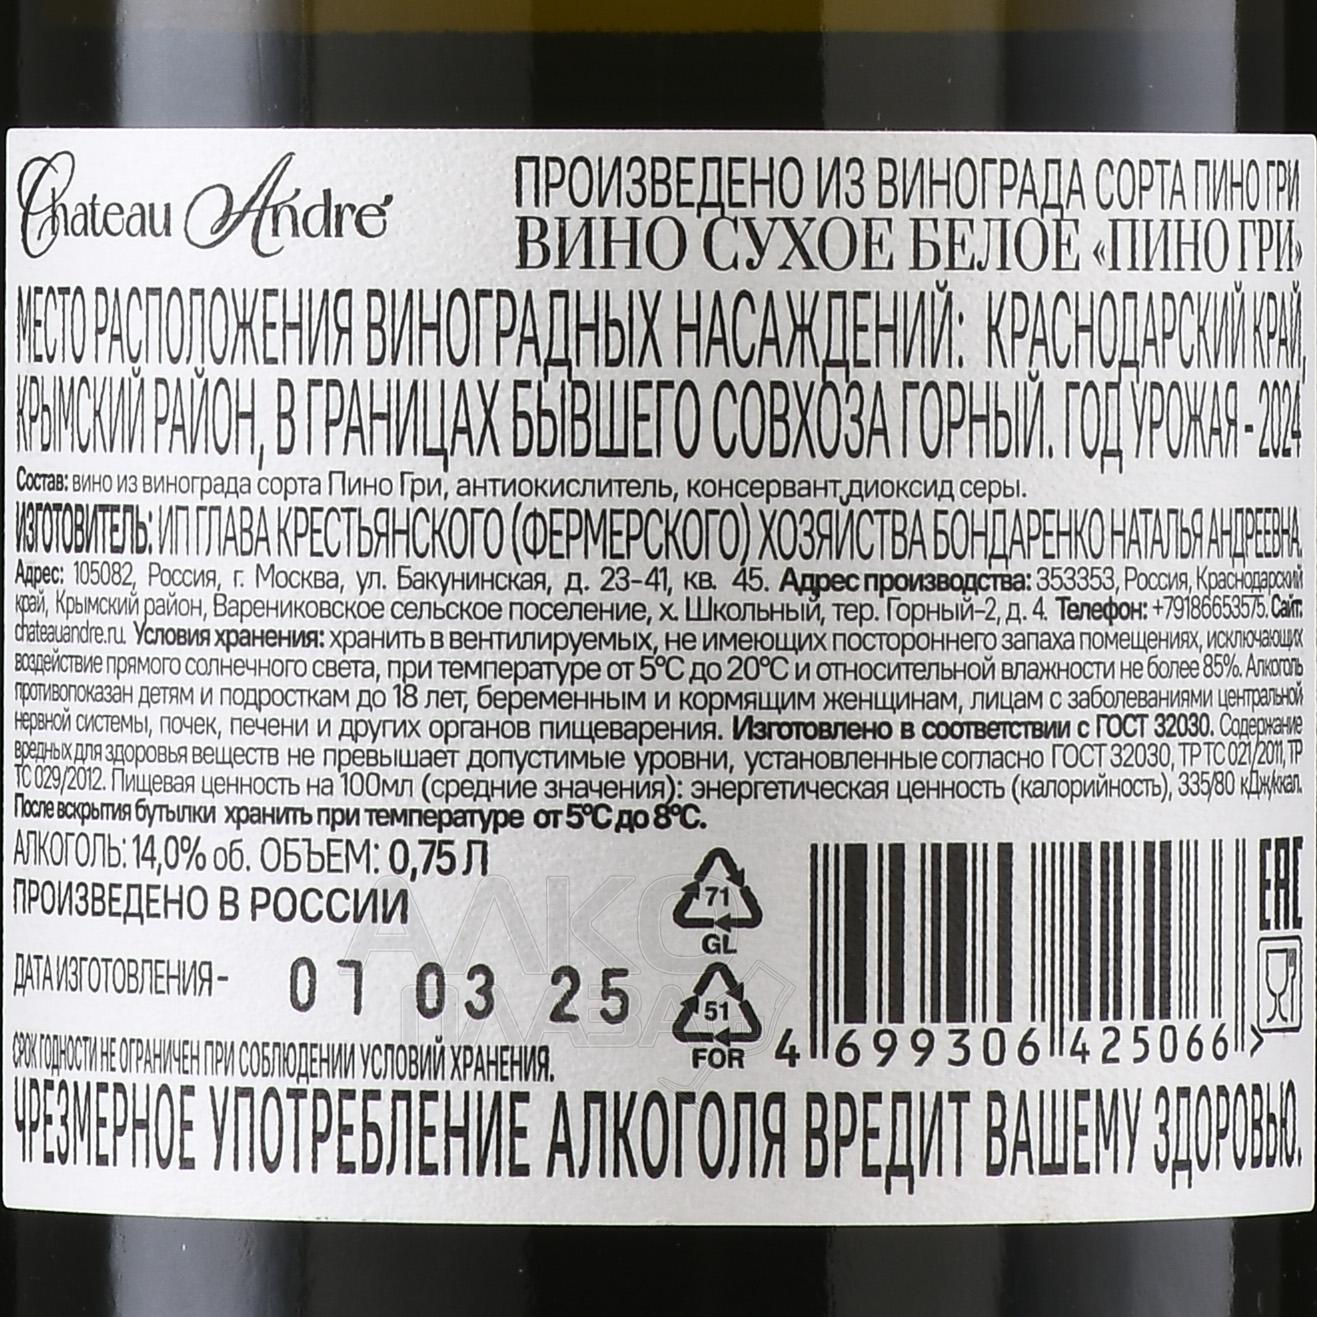 Chateau André
ПРОИЗВЕДЕНО ИЗ ВИНОГРАДА СОРТА ПИНО ГРИ
ВИНО СУХОЕ БЕЛОЕ «ПИНО ГРИ»
МЕСТО РАСПОЛОЖЕНИЯ ВИНОГРАДНЫХ НАСАЖДЕНИЙ: КРАСНОДАРСКИЙ КРАЙ,
КРЫМСКИЙ РАЙОН, В ГРАНИЦАХ БЫВШЕГО СОВХОЗА ГОРНЫЙ. ГОД УРОЖАЯ - 2024
Состав: вино из винограда сорта Пино Гри, антиокислитель, консервант диоксид серы.
ИЗГОТОВИТЕЛЬ: ИП ГЛАВА КРЕСТЬЯНСКОГО (ФЕРМЕРСКОГО) ХОЗЯЙСТВА БОНДАРЕНКО НАТАЛЬЯ АНДРЕЕВНА.
Адрес: 105082, Россия, г. Москва, ул. Бакунинская, д. 23-41, кв. 45. Адрес производства: 353353, Россия, Краснодарский
край, Крымский район, Варениковское сельское поселение, х. Школьный, тер. Горный-2, д. 4. Телефон: +79186653575. Сайт:
chateauandre.ru. Условия хранения: хранить в вентилируемых, не имеющих постороннего запаха помещениях, исключающих
воздействие прямого солнечного света, при температуре от 5°C до 20°C и относительной влажности не более 85%. Алкоголь
противопоказан детям и подросткам до 18 лет, беременным и кормящим женщинам, лицам с заболеваниями центральной
нервной системы, почек, печени и других органов пищеварения. Изготовлено в соответствии с ГОСТ 32030. Содержание
вредных для здоровья веществ не превышает допустимые уровни, установленные согласно ГОСТ 32030, ТР ТС 021/2011, ТР
ТС 029/2012. Пищевая ценность на 100мл (средние значения): энергетическая ценность (калорийность), 335/80 кДж/ккал.
После вскрытия бутылки хранить при температуре от 5°C до 8°C.
АЛКОГОЛЬ: 14,0% об. ОБЪЕМ: 0,75 Л
ПРОИЗВЕДЕНО В РОССИИ
ДАТА ИЗГОТОВЛЕНИЯ - 07 03 25
СРОК ГОДНОСТИ НЕ ОГРАНИЧЕН ПРИ СОБЛЮДЕНИИ УСЛОВИЙ ХРАНЕНИЯ.
71
GL
51
FOR
4 699306 425066 >
ЕАС
АЛКО
ПЛАЗА
ЧРЕЗМЕРНОЕ УПОТРЕБЛЕНИЕ АЛКОГОЛЯ ВРЕДИТ ВАШЕМУ ЗДОРОВЬЮ.